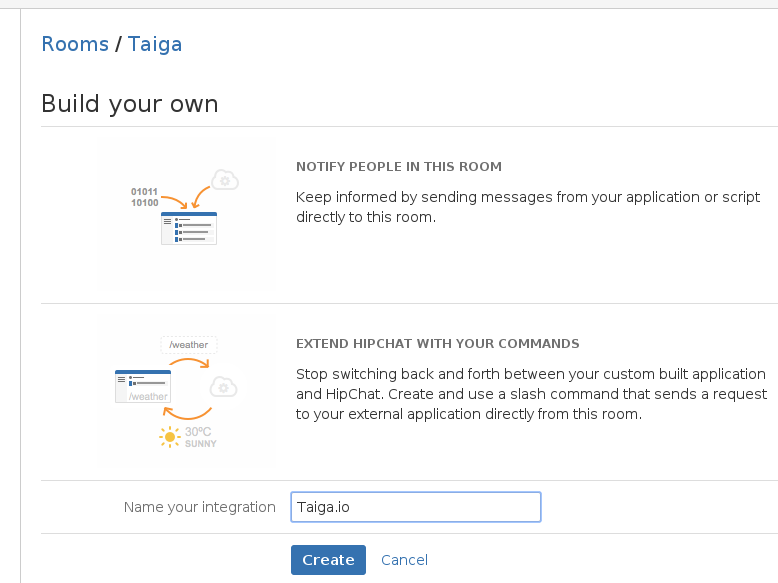 Rooms / Taiga
Build your own
01011
10100
NOTIFY PEOPLE IN THIS ROOM
Keep informed by sending messages from your application or script
directly to this room.
/weather
/weather
30ºC
SUNNY
EXTEND HIPCHAT WITH YOUR COMMANDS
Stop switching back and forth between your custom built application
and HipChat. Create and use a slash command that sends a request
to your external application directly from this room.
Name your integration Taiga.io
Create Cancel